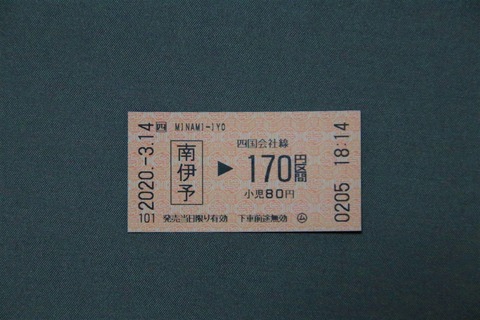 2020.-3.14
101
四 MINAMI-IYO
南伊予
四国会社線
▶ 170円区間
小児80円
発売当日限り有効 下車前途無効
0205 18:14